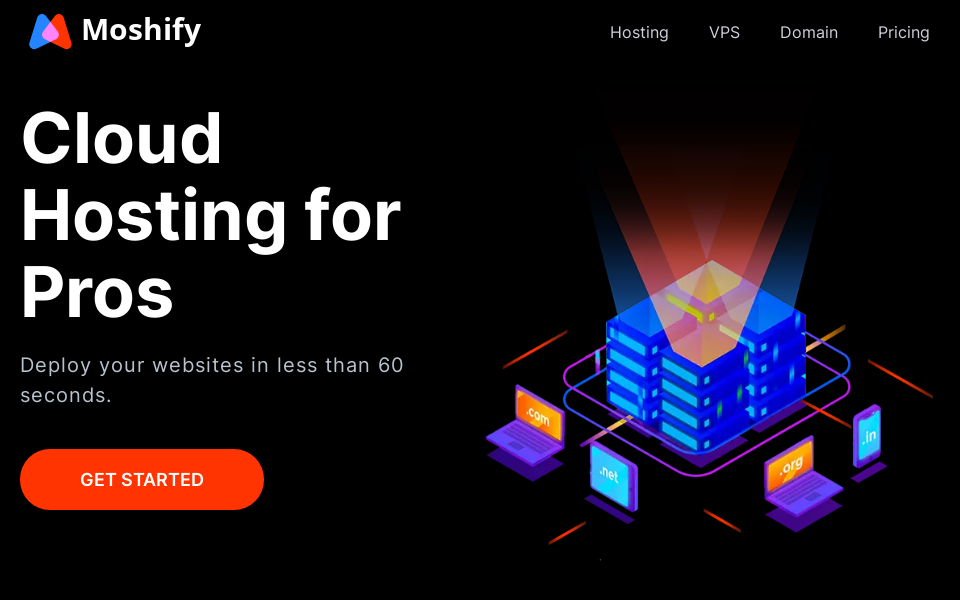 Moshify
Hosting VPS Domain Pricing
Cloud
Hosting for
Pros
Deploy your websites in less than 60
seconds.
GET STARTED
.com
.net
.org
.in